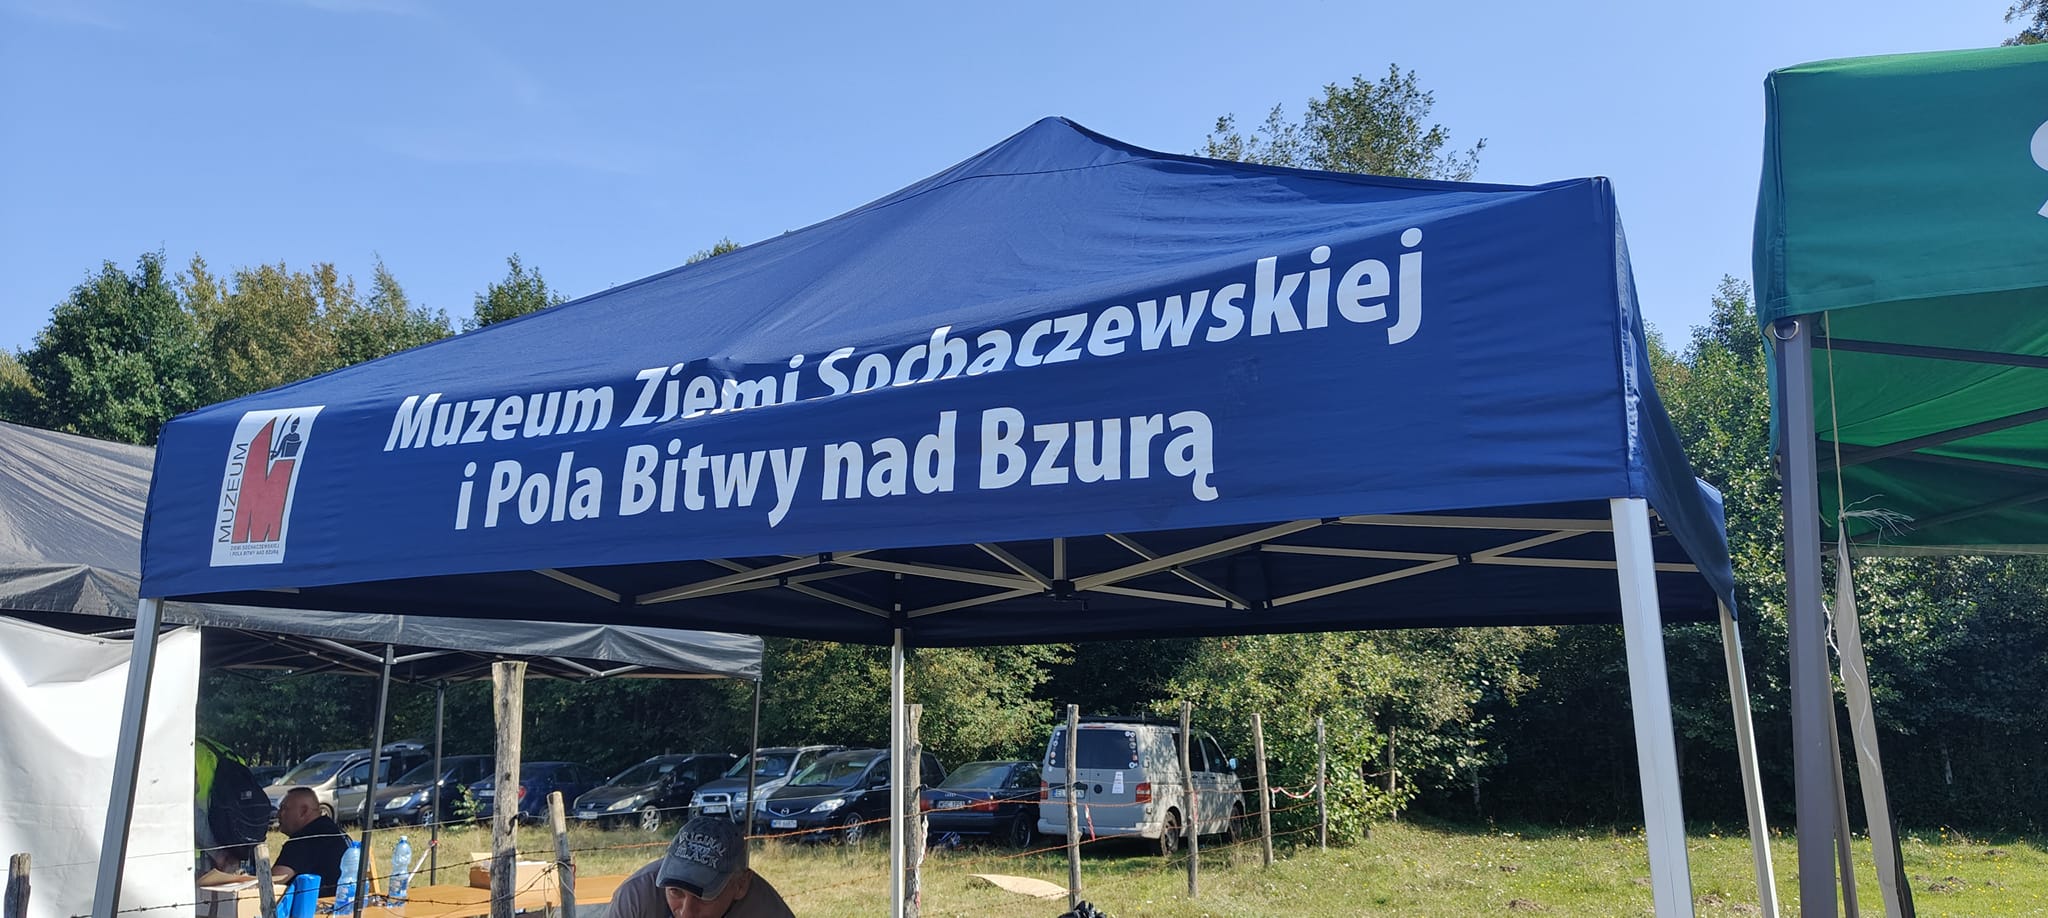 Muzeum Ziemi Sochaczewskiej
i Pola Bitwy nad Bzurą
MUZEUM
M
ZIEMI SOCHACZEWSKIEJ
I POLA BITWY NAD BZURĄ
ORIGINAL
BLACK